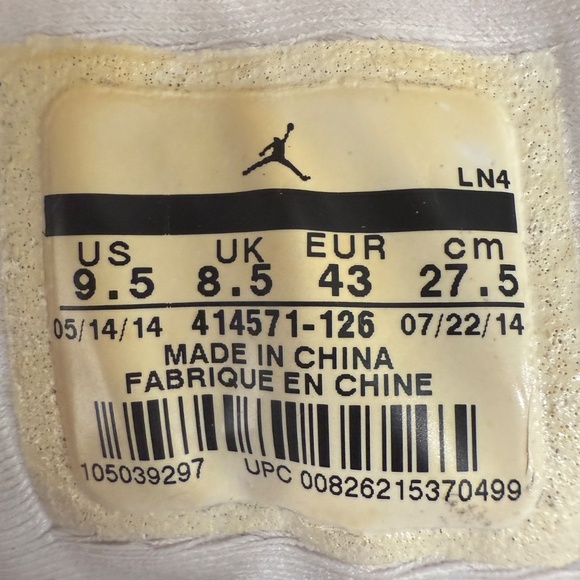 LN4
US UK EUR cm
9.5 8.5 43 27.5
05/14/14 414571-126 07/22/14
MADE IN CHINA
FABRIQUE EN CHINE
105039297 UPC 00826215370499